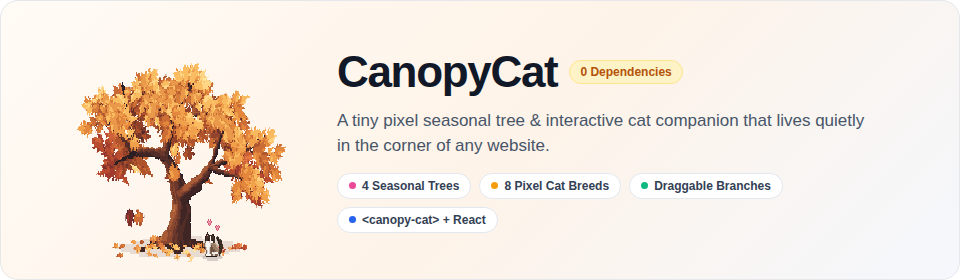 CanopyCat
0 Dependencies
A tiny pixel seasonal tree & interactive cat companion that lives quietly
in the corner of any website.
4 Seasonal Trees
8 Pixel Cat Breeds
Draggable Branches
<canopy-cat> + React